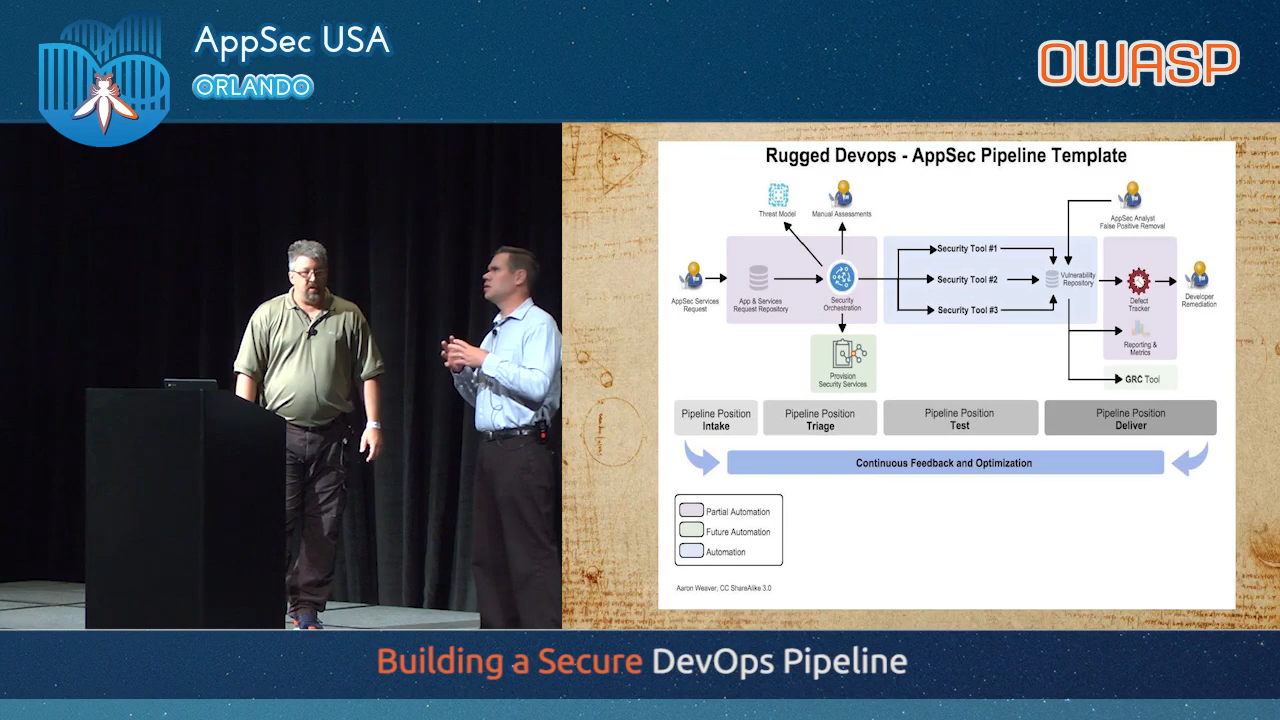 AppSec USA
ORLANDO
OWASP
Rugged Devops - AppSec Pipeline Template
Threat Model
Manual Assessments
AppSec Analyst
False Positive Removal
AppSec Services
Request
App & Services
Request Repository
Security
Orchestration
Security Tool #1
Security Tool #2
Security Tool #3
Vulnerability
Repository
Defect
Tracker
Developer
Remediation
Reporting &
Metrics
Provision
Security Services
GRC Tool
Pipeline Position
Intake
Pipeline Position
Triage
Pipeline Position
Test
Pipeline Position
Deliver
Continuous Feedback and Optimization
Partial Automation
Future Automation
Automation
Aaron Weaver, CC ShareAlike 3.0
Building a Secure DevOps Pipeline